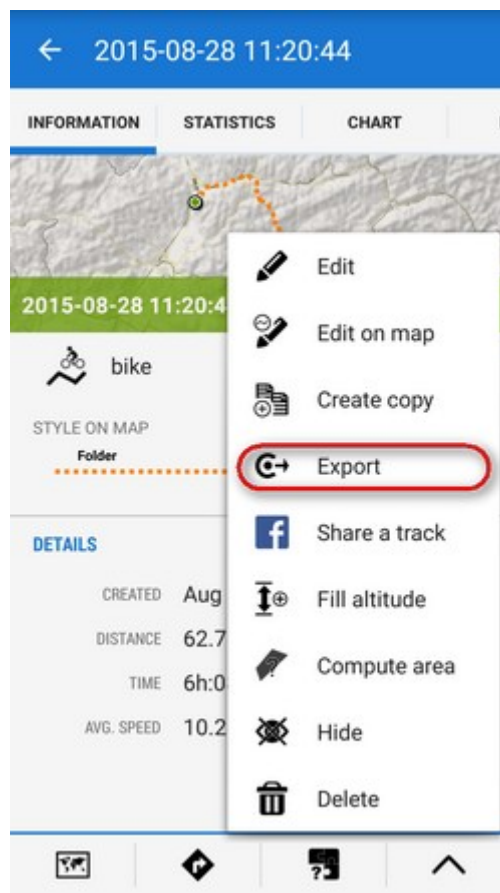 2015-08-28 11:20:44
INFORMATION STATISTICS CHART
2015-08-28 11:20:4
bike
STYLE ON MAP
Folder
DETAILS
CREATED Aug
DISTANCE 62.7
TIME 6h:0
AVG. SPEED 10.2
Edit
Edit on map
Create copy
Export
Share a track
Fill altitude
Compute area
Hide
Delete